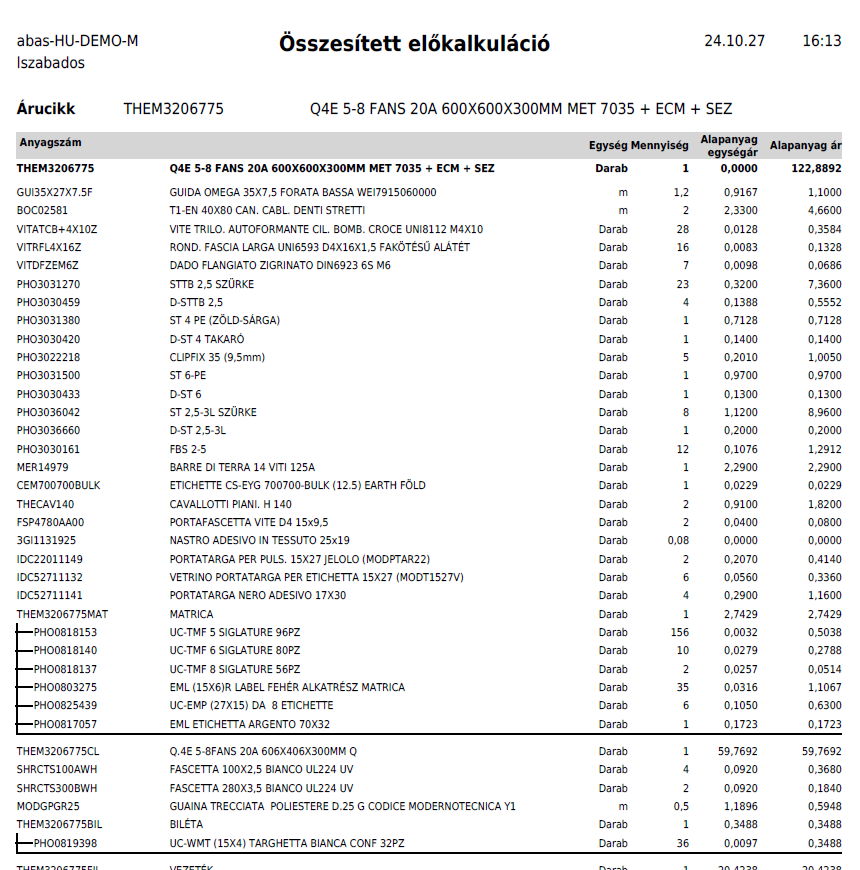 abas-HU-DEMO-M Összesített előkalkuláció 24.10.27 16:13
lszabados
Árucikk THEM3206775 Q4E 5-8 FANS 20A 600X600X300MM MET 7035 + ECM + SEZ
Anyagszám Egység Mennyiség Alapanyag egységár Alapanyag ár
THEM3206775 Q4E 5-8 FANS 20A 600X600X300MM MET 7035 + ECM + SEZ Darab 1 0,0000 122,8892
GUI35X27X7.5F GUIDA OMEGA 35X7,5 FORATA BASSA WEI7915060000 m 1,2 0,9167 1,1000
BOC02581 T1-EN 40X80 CAN. CABL. DENTI STRETTI m 2 2,3300 4,6600
VITATCB+4X10Z VITE TRILO. AUTOFORMANTE CIL. BOMB. CROCE UNI8112 M4X10 Darab 28 0,0128 0,3584
VITRFL4X16Z ROND. FASCIA LARGA UNI6593 D4X16X1,5 FAKÖTÉSŰ ALÁTÉT Darab 16 0,0083 0,1328
VITDFZEM6Z DADO FLANGIATO ZIGRINATO DIN6923 6S M6 Darab 7 0,0098 0,0686
PHO3031270 STTB 2,5 SZÜRKE Darab 23 0,3200 7,3600
PHO3030459 D-STTB 2,5 Darab 4 0,1388 0,5552
PHO3031380 ST 4 PE (ZÖLD-SÁRGA) Darab 1 0,7128 0,7128
PHO3030420 D-ST 4 TAKARÓ Darab 1 0,1400 0,1400
PHO3022218 CLIPFIX 35 (9,5mm) Darab 5 0,2010 1,0050
PHO3031500 ST 6-PE Darab 1 0,9700 0,9700
PHO3030433 D-ST 6 Darab 1 0,1300 0,1300
PHO3036042 ST 2,5-3L SZÜRKE Darab 8 1,1200 8,9600
PHO3036660 D-ST 2,5-3L Darab 1 0,2000 0,2000
PHO3030161 FBS 2-5 Darab 12 0,1076 1,2912
MER14979 BARRE DI TERRA 14 VITI 125A Darab 1 2,2900 2,2900
CEM700700BULK ETICHETTE CS-EYG 700700-BULK (12.5) EARTH FÖLD Darab 1 0,0229 0,0229
THECAV140 CAVALLOTTI PIANI. H 140 Darab 2 0,9100 1,8200
FSP4780AA00 PORTAFASCETTA VITE D4 15x9,5 Darab 2 0,0400 0,0800
3GI1131925 NASTRO ADESIVO IN TESSUTO 25x19 Darab 0,08 0,0000 0,0000
IDC22011149 PORTATARGA PER PULS. 15X27 JELOLO (MODPTAR22) Darab 2 0,2070 0,4140
IDC52711132 VETRINO PORTATARGA PER ETICHETTA 15X27 (MODT1527V) Darab 6 0,0560 0,3360
IDC52711141 PORTATARGA NERO ADESIVO 17X30 Darab 4 0,2900 1,1600
THEM3206775MAT MATRICA Darab 1 2,7429 2,7429
PHO0818153 UC-TMF 5 SIGLATURE 96PZ Darab 156 0,0032 0,5038
PHO0818140 UC-TMF 6 SIGLATURE 80PZ Darab 10 0,0279 0,2788
PHO0818137 UC-TMF 8 SIGLATURE 56PZ Darab 2 0,0257 0,0514
PHO0803275 EML (15X6)R LABEL FEHÉR ALKATRÉSZ MATRICA Darab 35 0,0316 1,1067
PHO0825439 UC-EMP (27X15) DA 8 ETICHETTE Darab 6 0,1050 0,6300
PHO0817057 EML ETICHETTA ARGENTO 70X32 Darab 1 0,1723 0,1723
THEM3206775CL Q.4E 5-8FANS 20A 606X406X300MM Q Darab 1 59,7692 59,7692
SHRCTS100AWH FASCETTA 100X2,5 BIANCO UL224 UV Darab 4 0,0920 0,3680
SHRCTS300BWH FASCETTA 280X3,5 BIANCO UL224 UV Darab 2 0,0920 0,1840
MODGPGR25 GUAINA TRECCIATA POLIESTERE D.25 G CODICE MODERNOTECNICA Y1 m 0,5 1,1896 0,5948
THEM3206775BIL BILÉTA Darab 1 0,3488 0,3488
PHO0819398 UC-WMT (15X4) TARGHETTA BIANCA CONF 32PZ Darab 36 0,0097 0,3488
VEZETÉK Darab 1 20,4238 20,4238